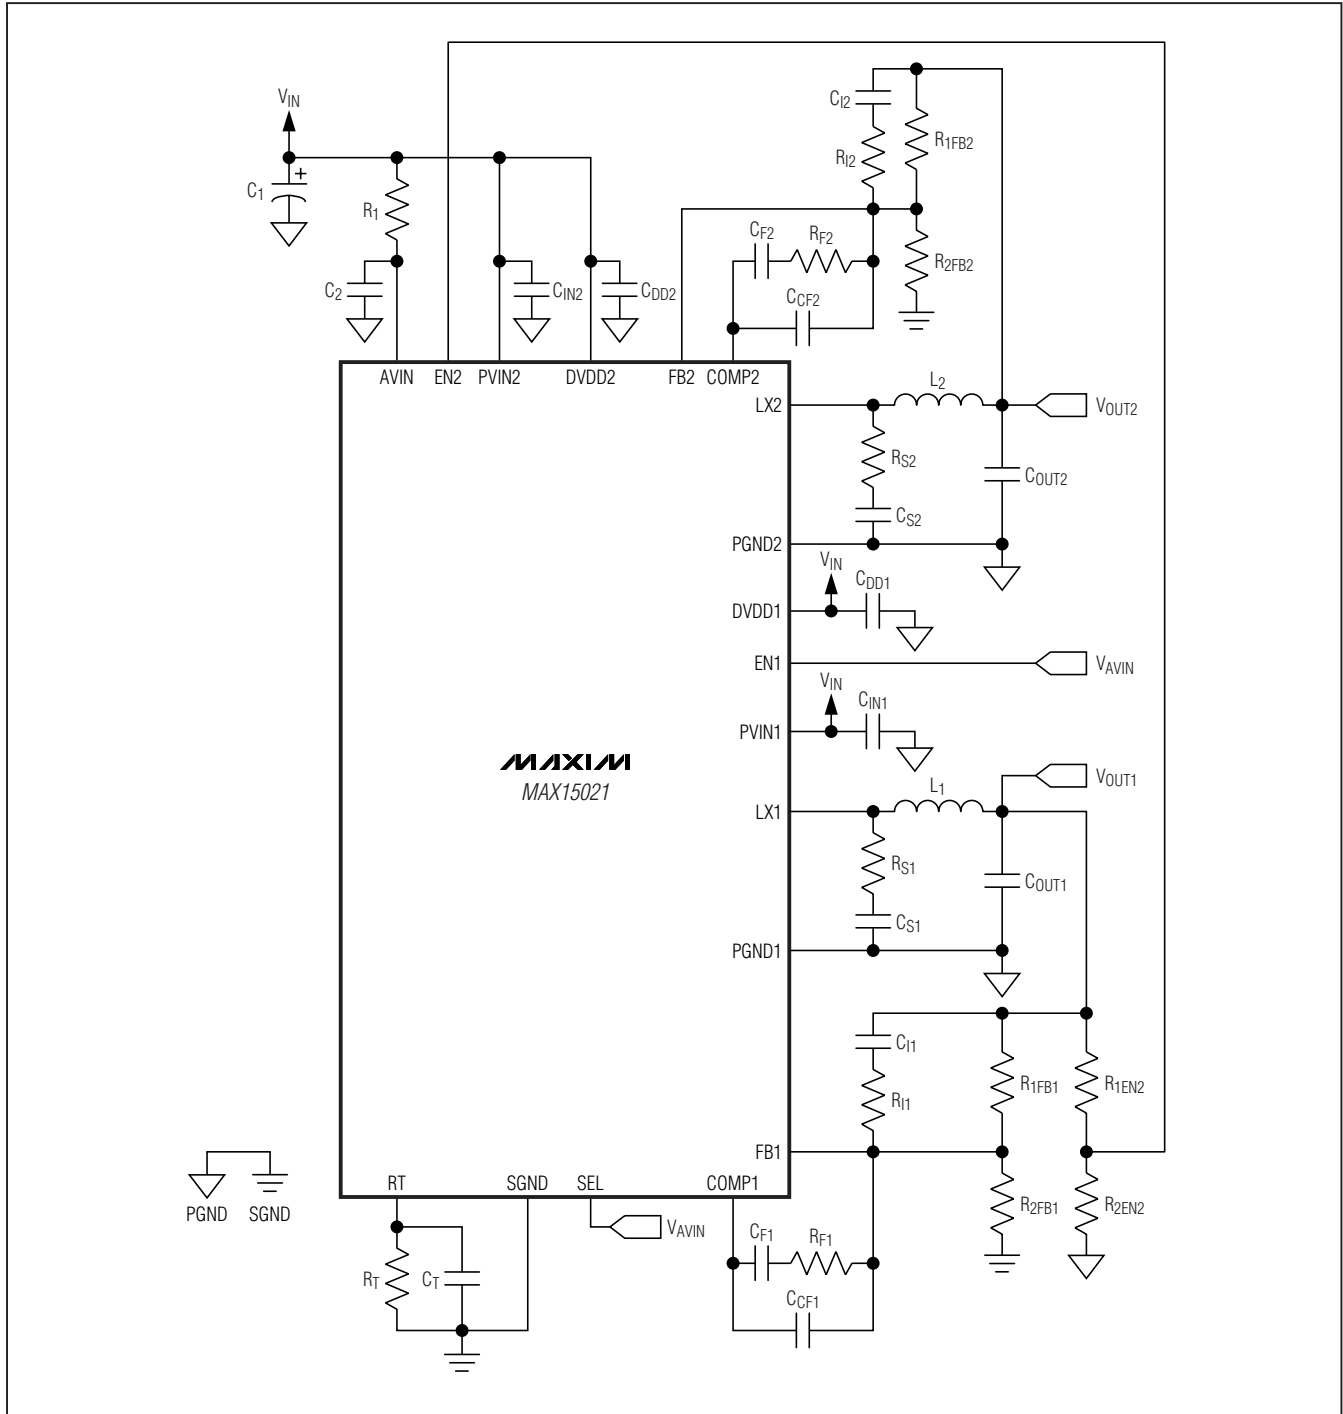 VIN
C1
+
R1
C2
CIN2
CDD2
CI2
RI2
R1FB2
CF2
RF2
R2FB2
CCF2
AVIN EN2 PVIN2 DVDD2 FB2 COMP2
LX2
L2
VOUT2
RS2
COUT2
CS2
PGND2
VIN
CDD1
DVDD1
EN1
VAVIN
VIN
CIN1
PVIN1
MAXIM
MAX15021
VOUT1
L1
LX1
RS1
COUT1
CS1
PGND1
CI1
RI1
R1FB1
R1EN2
FB1
R2FB1
R2EN2
RT SGND SEL COMP1
PGND SGND
VAVIN
RT
CT
CF1
RF1
CCF1